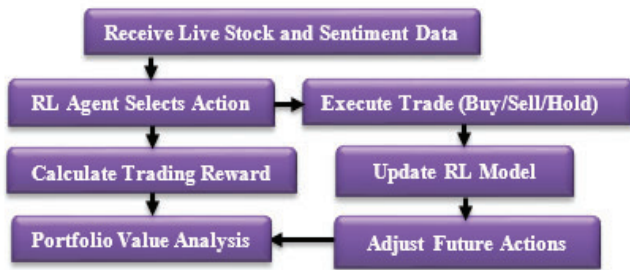 Receive Live Stock and Sentiment Data
RL Agent Selects Action
Execute Trade (Buy/Sell/Hold)
Calculate Trading Reward
Update RL Model
Portfolio Value Analysis
Adjust Future Actions